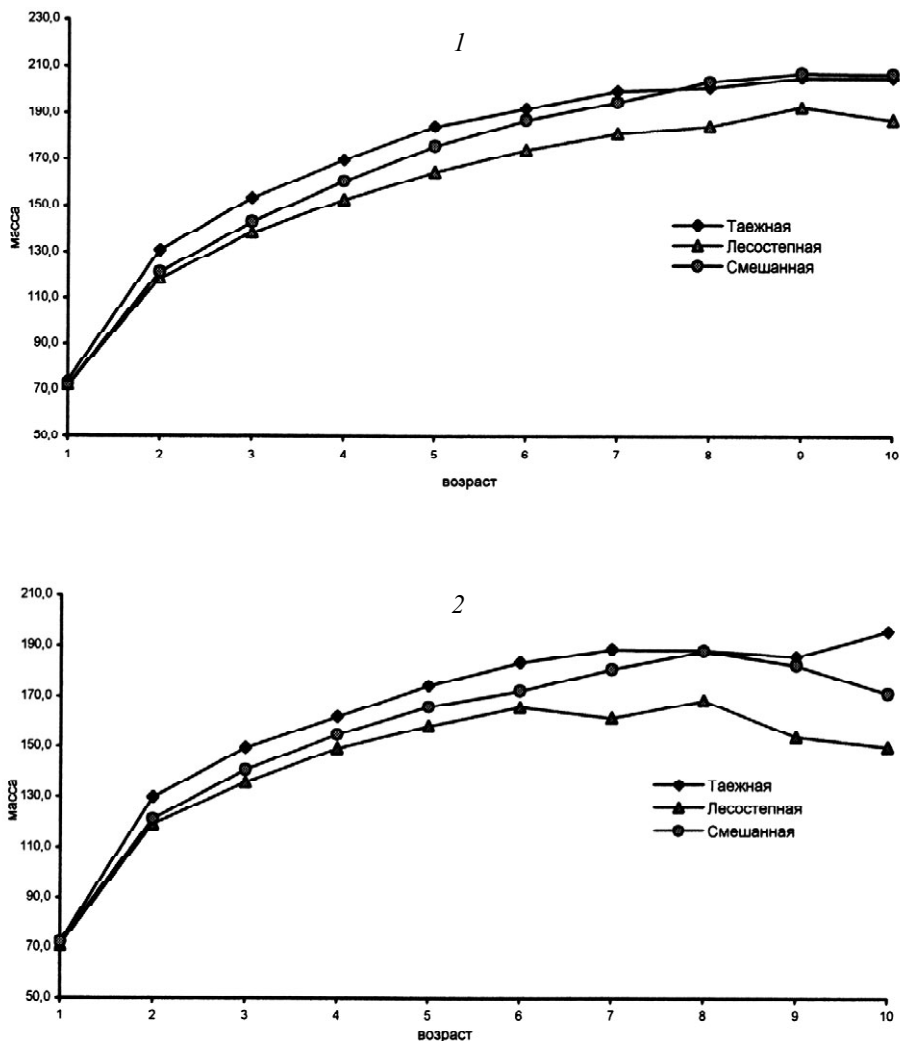 230,0
1
210,0
190,0
170,0
150,0
130,0
110,0
90,0
70,0
50,0
масса
Таежная
Лесостепная
Смешанная
1 2 3 4 5 6 7 8 9 10
возраст
210,0
2
190,0
170,0
150,0
130,0
110,0
90,0
70,0
50,0
масса
Таежная
Лесостепная
Смешанная
1 2 3 4 5 6 7 8 9 10
возраст